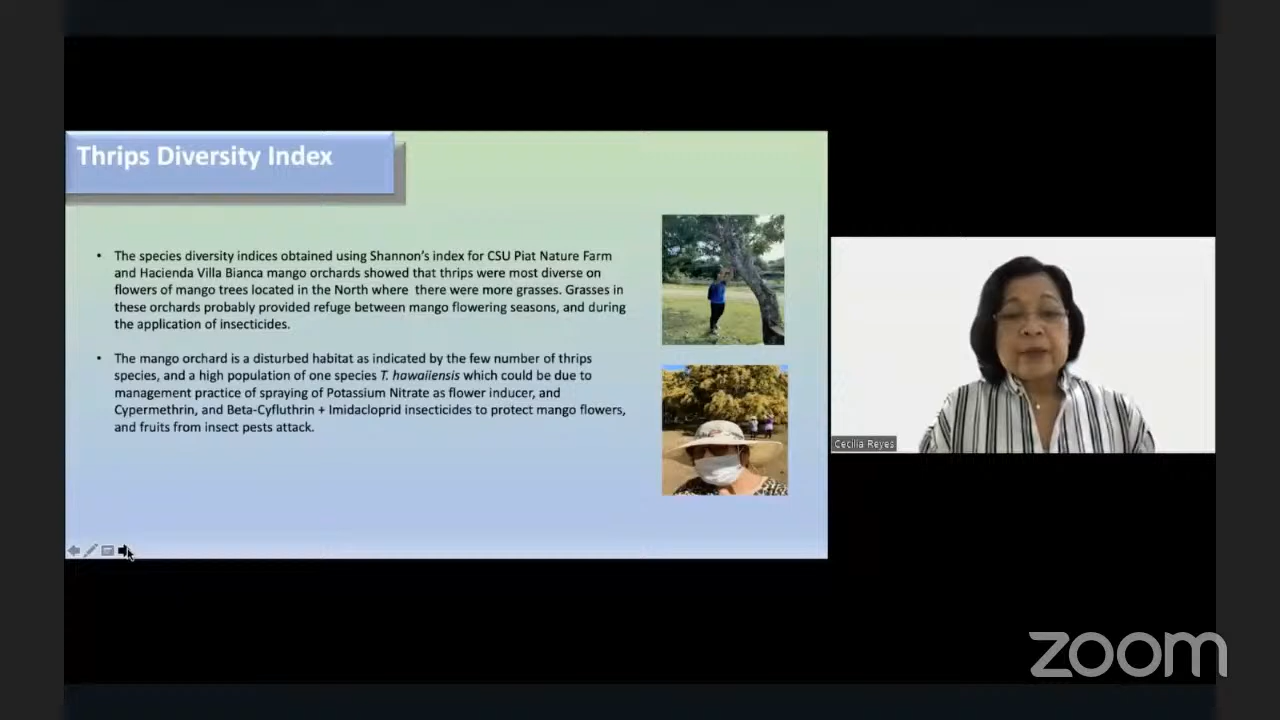 Thrips Diversity Index
• The species diversity indices obtained using Shannon's index for CSU Piat Nature Farm
and Hacienda Villa Bianca mango orchards showed that thrips were most diverse on
flowers of mango trees located in the North where there were more grasses. Grasses in
these orchards probably provided refuge between mango flowering seasons, and during
the application of insecticides.
• The mango orchard is a disturbed habitat as indicated by the few number of thrips
species, and a high population of one species T. hawaiiensis which could be due to
management practice of spraying of Potassium Nitrate as flower inducer, and
Cypermethrin, and Beta-Cyfluthrin + Imidacloprid insecticides to protect mango flowers,
and fruits from insect pests attack.
Cecilia Reyes
zoom